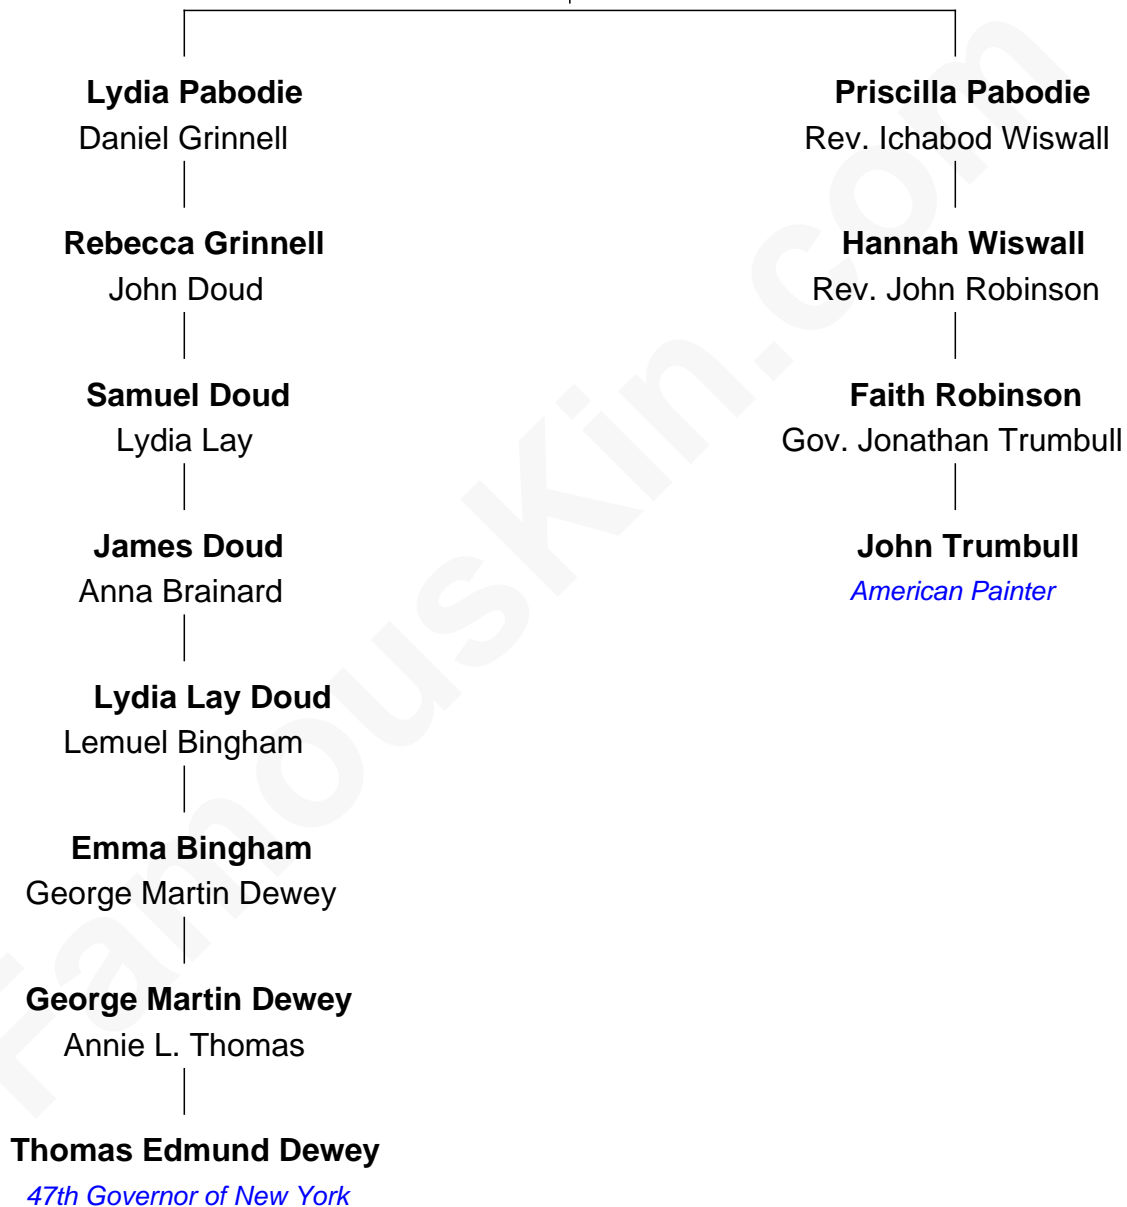 Lydia Pabodie
Daniel Grinnell
Rebecca Grinnell
John Doud
Samuel Doud
Lydia Lay
James Doud
Anna Brainard
Lydia Lay Doud
Lemuel Bingham
Emma Bingham
George Martin Dewey
George Martin Dewey
Annie L. Thomas
Thomas Edmund Dewey
47th Governor of New York
Priscilla Pabodie
Rev. Ichabod Wiswall
Hannah Wiswall
Rev. John Robinson
Faith Robinson
Gov. Jonathan Trumbull
John Trumbull
American Painter
FamousKin.com